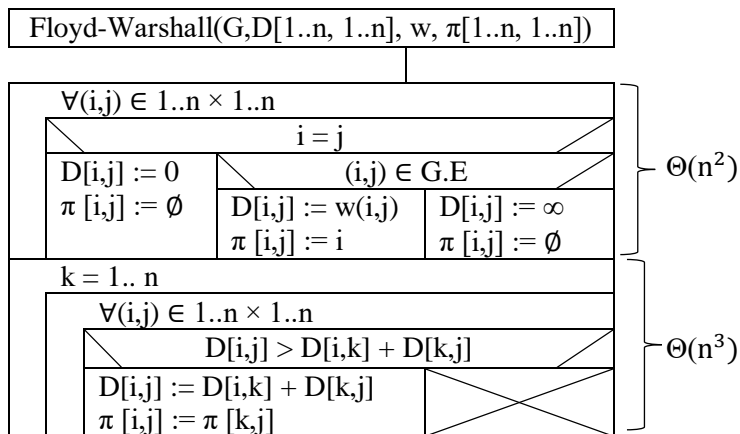 Floyd-Warshall(G,D[1..n, 1..n], w, π[1..n, 1..n])
∀(i,j) ∈ 1..n × 1..n
i = j
D[i,j] := 0
π [i,j] := ∅
(i,j) ∈ G.E
D[i,j] := w(i,j)
π [i,j] := i
D[i,j] := ∞
π [i,j] := ∅
Θ(n²)
k = 1.. n
∀(i,j) ∈ 1..n × 1..n
D[i,j] > D[i,k] + D[k,j]
D[i,j] := D[i,k] + D[k,j]
π [i,j] := π [k,j]
Θ(n³)